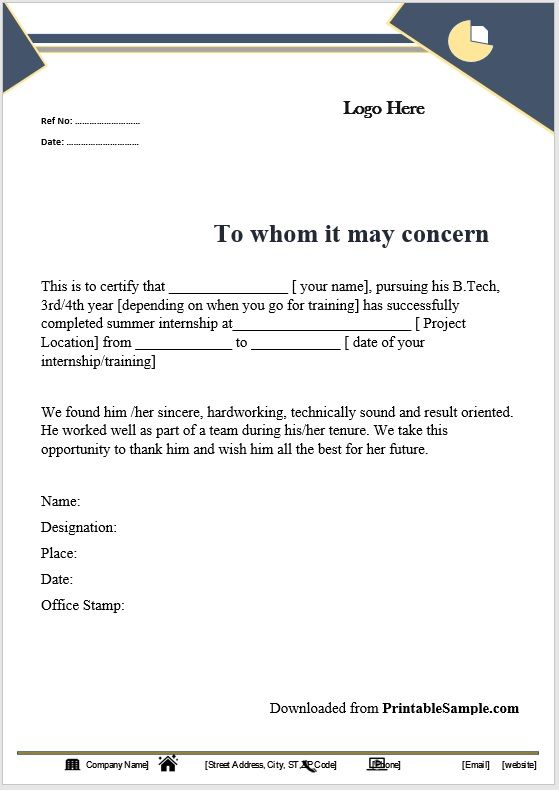 Logo Here
Ref No: ............................
Date: ...............................
To whom it may concern
This is to certify that ________________ [ your name], pursuing his B.Tech,
3rd/4th year [depending on when you go for training] has successfully
completed summer internship at________________________ [ Project
Location] from _____________ to ____________ [ date of your
internship/training]
We found him /her sincere, hardworking, technically sound and result oriented.
He worked well as part of a team during his/her tenure. We take this
opportunity to thank him and wish him all the best for her future.
Name:
Designation:
Place:
Date:
Office Stamp:
Downloaded from PrintableSample.com
Company Name] [Street Address, City, ST ZIP Code] [Phone] [Email] [website]